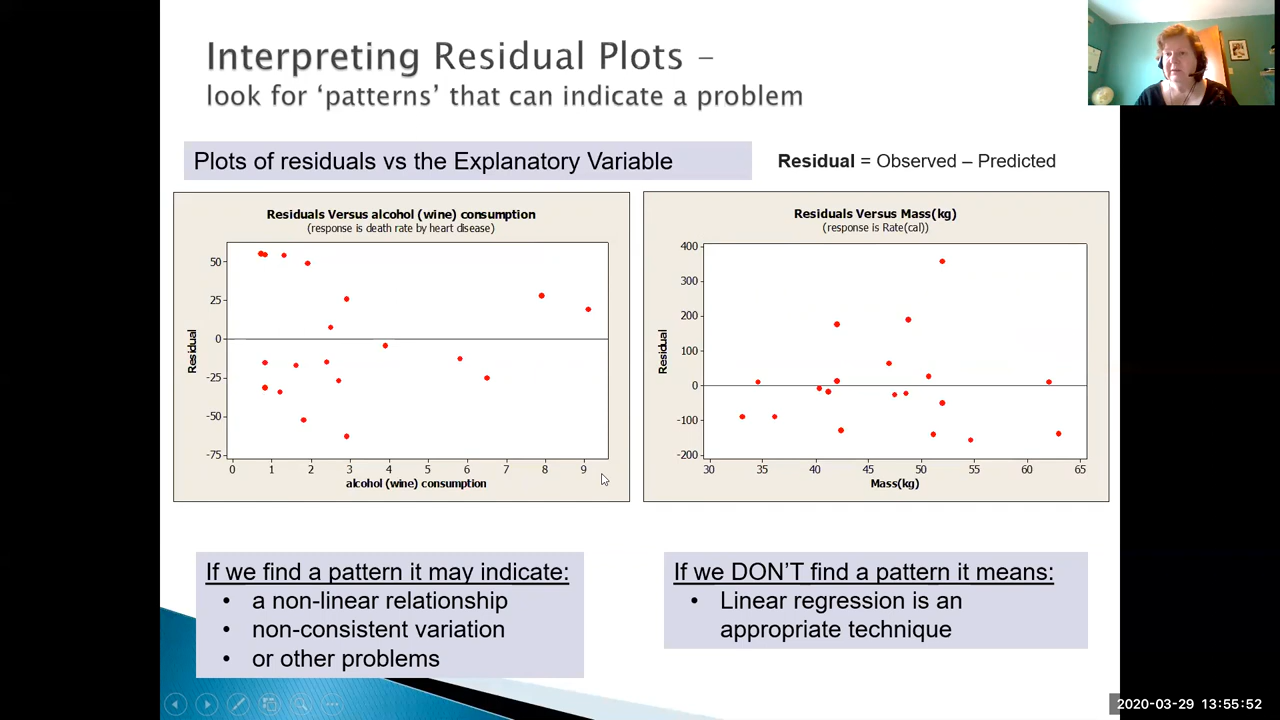 Interpreting Residual Plots –
look for ‘patterns’ that can indicate a problem
Plots of residuals vs the Explanatory Variable
Residual = Observed – Predicted
Residuals Versus alcohol (wine) consumption
(response is death rate by heart disease)
50
25
0
-25
-50
-75
Residual
0 1 2 3 4 5 6 7 8 9
alcohol (wine) consumption
Residuals Versus Mass(kg)
(response is Rate(cal))
400
300
200
100
0
-100
-200
Residual
30 35 40 45 50 55 60 65
Mass(kg)
If we find a pattern it may indicate:
• a non-linear relationship
• non-consistent variation
• or other problems
If we DON’T find a pattern it means:
• Linear regression is an
appropriate technique
2020-03-29 13:55:52